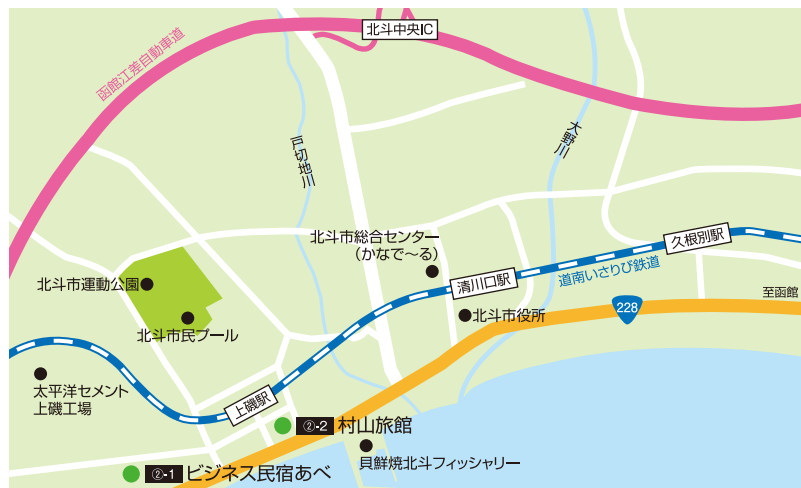 北斗中央IC
函館江差自動車道
戸切地川
大野川
北斗市総合センター
（かなで〜る）
久根別駅
清川口駅
道南いさりび鉄道
北斗市運動公園
至函館
228
北斗市役所
北斗市民プール
太平洋セメント
上磯工場
上磯駅
②-2 村山旅館
貝鮮焼北斗フィッシャリー
②-1 ビジネス民宿あべ